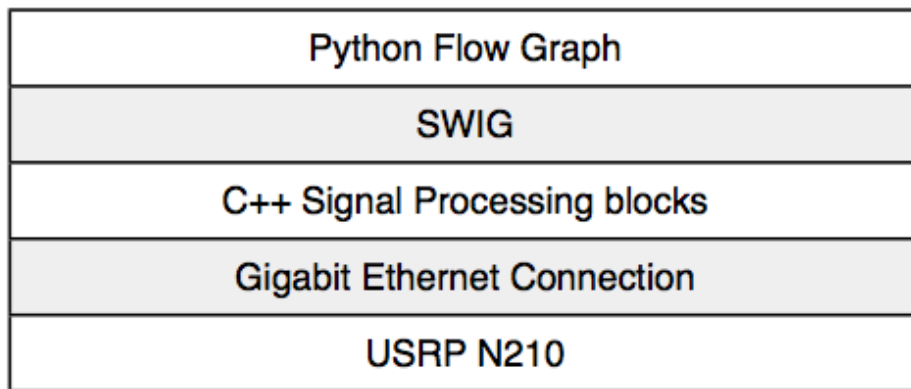 Python Flow Graph
SWIG
C++ Signal Processing blocks
Gigabit Ethernet Connection
USRP N210